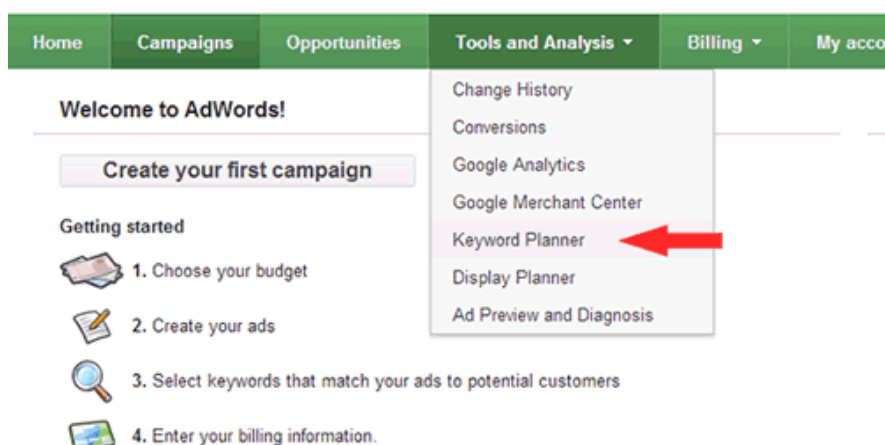 Home Campaigns Opportunities Tools and Analysis Billing My acco
Welcome to AdWords!
Create your first campaign
Getting started
1. Choose your budget
2. Create your ads
3. Select keywords that match your ads to potential customers
4. Enter your billing information.
Change History
Conversions
Google Analytics
Google Merchant Center
Keyword Planner
Display Planner
Ad Preview and Diagnosis